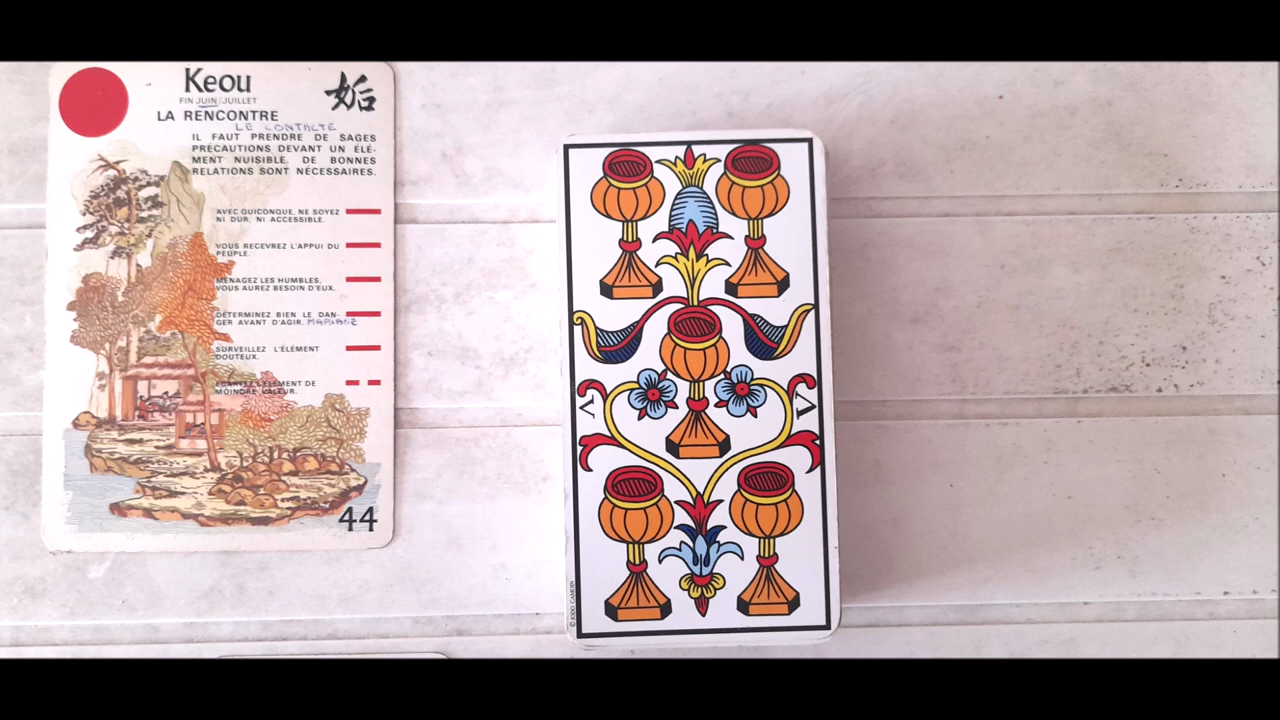 Keou
姤
FIN JUIN/JUILLET
LA RENCONTRE
LE CONTACTE
IL FAUT PRENDRE DE SAGES
PRÉCAUTIONS DEVANT UN ÉLÉ-
MENT NUISIBLE. DE BONNES
RELATIONS SONT NÉCESSAIRES.
AVEC QUICONQUE, NE SOYEZ
NI DUR, NI ACCESSIBLE.
VOUS RECEVREZ L'APPUI DU
PEUPLE.
MÉNAGEZ LES HUMBLES,
VOUS AUREZ BESOIN D'EUX.
DÉTERMINEZ BIEN LE DAN-
GER AVANT D'AGIR. MARIAGE
SURVEILLEZ L'ÉLÉMENT
DOUTEUX.
ÉCARTEZ L'ÉLÉMENT DE
MOINDRE VALEUR.
44
V
V
© JODO. CAMOIN